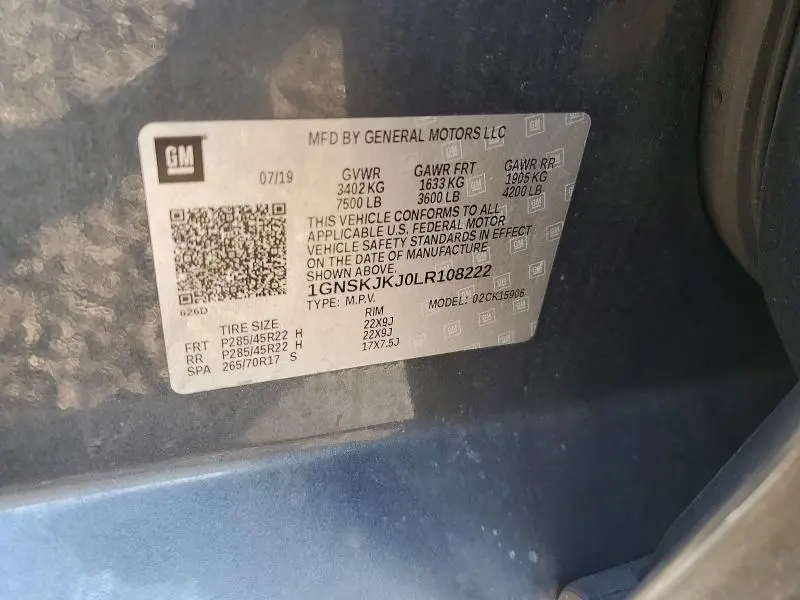 GM
MFD BY GENERAL MOTORS LLC
07/19 GVWR GAWR FRT GAWR RR
3402 KG 1633 KG 1905 KG
7500 LB 3600 LB 4200 LB
THIS VEHICLE CONFORMS TO ALL
APPLICABLE U.S. FEDERAL MOTOR
VEHICLE SAFETY STANDARDS IN EFFECT
ON THE DATE OF MANUFACTURE
SHOWN ABOVE.
1GNSKJKJ0LR108222
626D TYPE: M.P.V. MODEL: 02CK15906
TIRE SIZE RIM
FRT P285/45R22 H 22X9J
RR P285/45R22 H 22X9J
SPA 265/70R17 S 17X7.5J